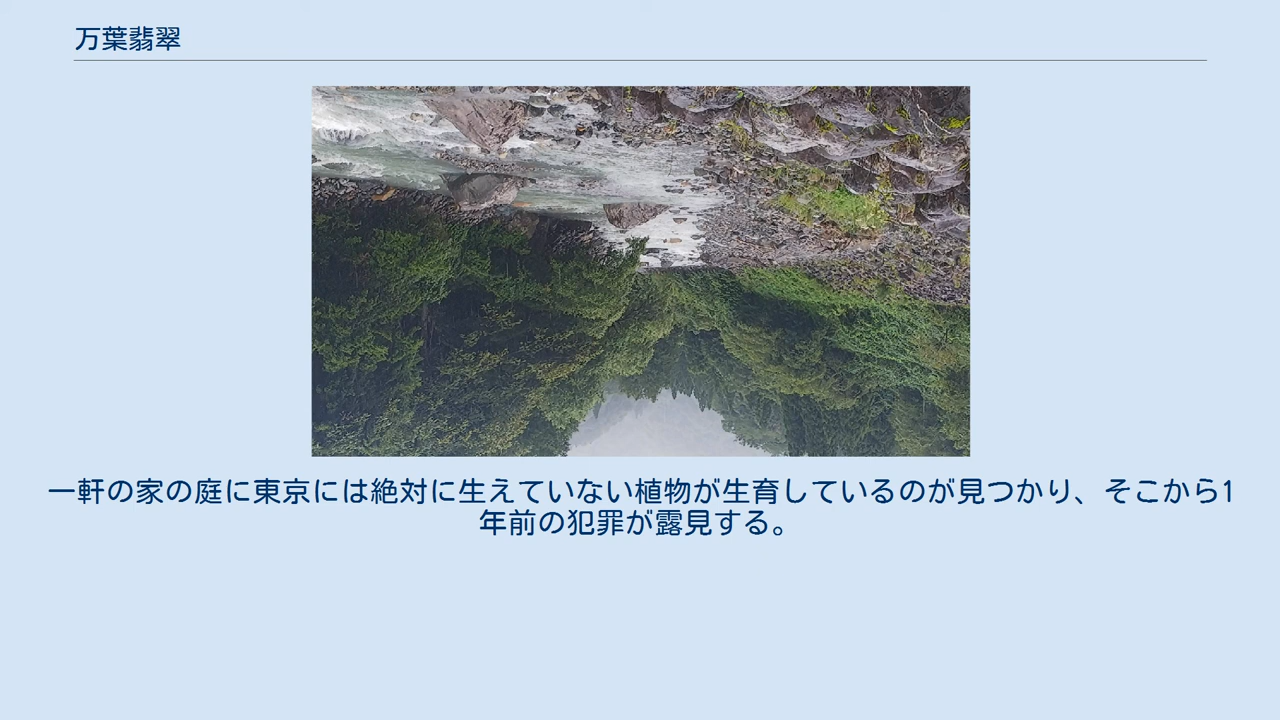 万葉翡翠
一軒の家の庭に東京には絶対に生えていない植物が生育しているのが見つかり、そこから1
年前の犯罪が露見する。